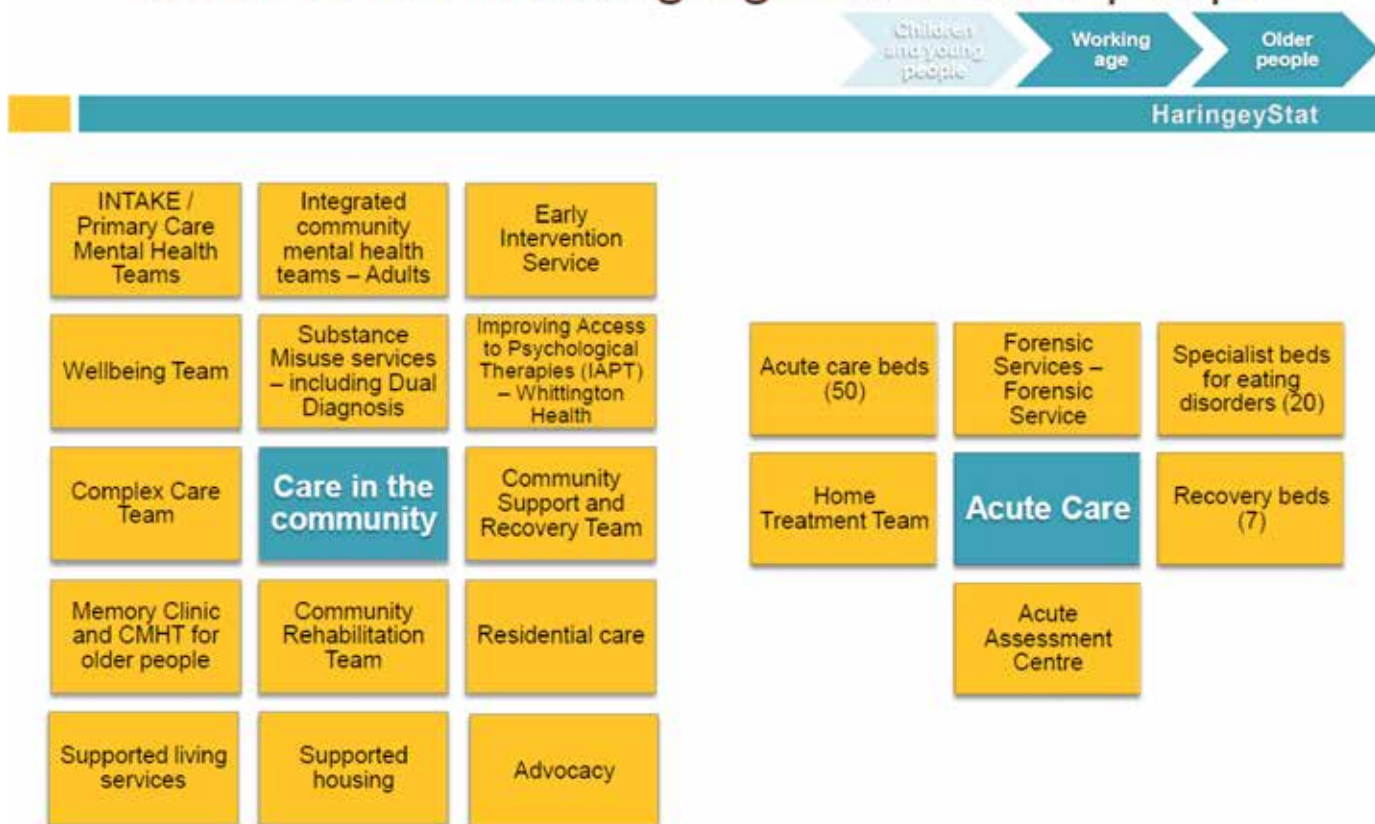 Children
and young
people
Working
age
Older
people
HaringeyStat
INTAKE /
Primary Care
Mental Health
Teams
Integrated
community
mental health
teams – Adults
Early
Intervention
Service
Wellbeing Team
Substance
Misuse services
– including Dual
Diagnosis
Improving Access
to Psychological
Therapies (IAPT)
– Whittington
Health
Complex Care
Team
Care in the
community
Community
Support and
Recovery Team
Memory Clinic
and CMHT for
older people
Community
Rehabilitation
Team
Residential care
Supported living
services
Supported
housing
Advocacy
Acute care beds
(50)
Forensic
Services –
Forensic
Service
Specialist beds
for eating
disorders (20)
Home
Treatment Team
Acute Care
Recovery beds
(7)
Acute
Assessment
Centre